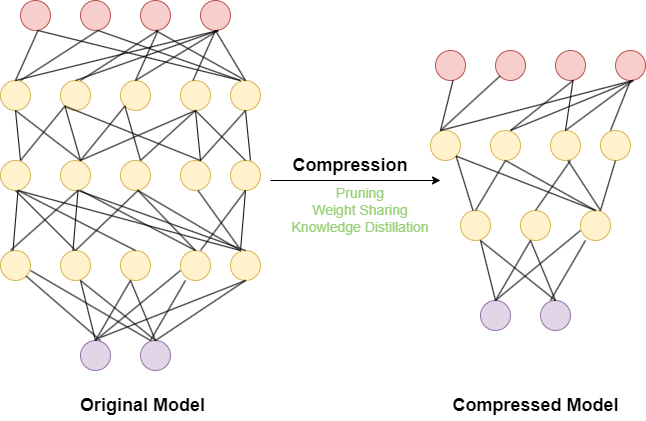 Compression
Pruning
Weight Sharing
Knowledge Distillation
Original Model
Compressed Model